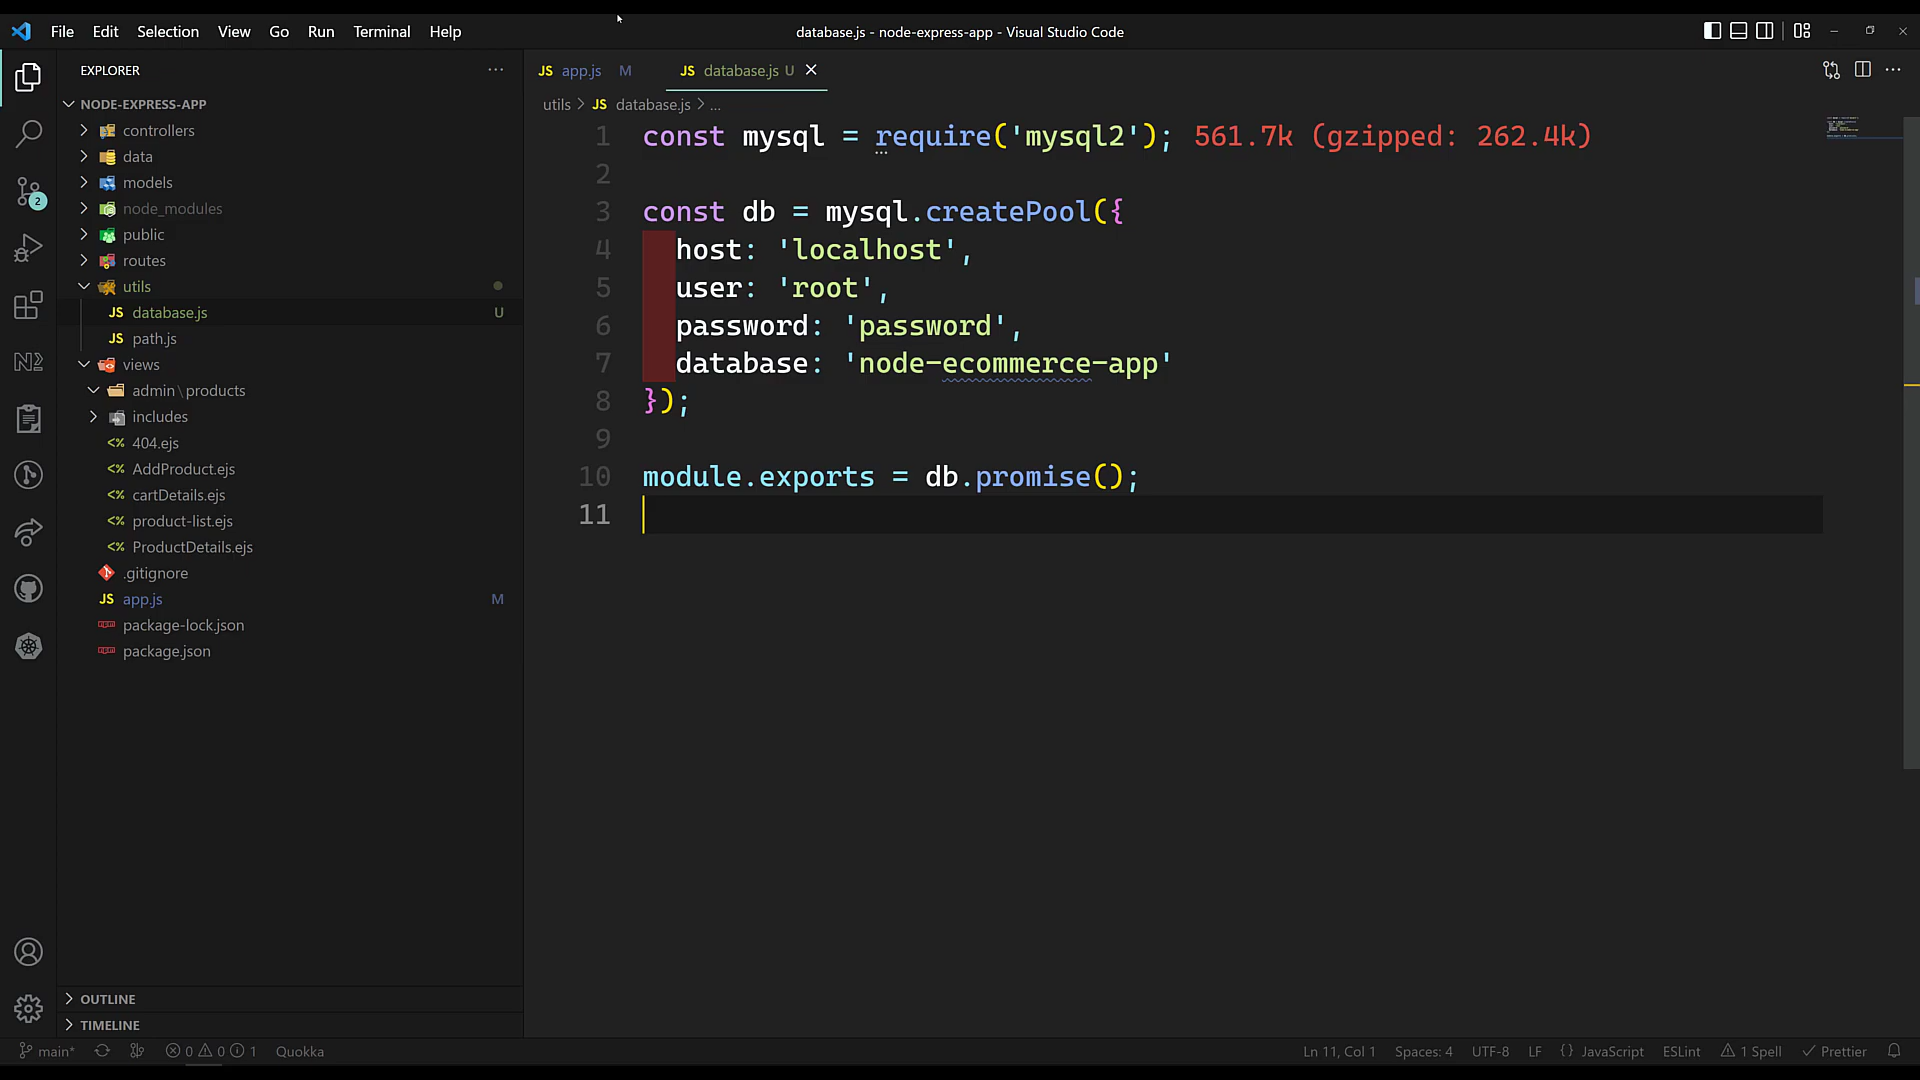 File Edit Selection View Go Run Terminal Help
database.js - node-express-app - Visual Studio Code
EXPLORER
NODE-EXPRESS-APP
controllers
data
models
node_modules
public
routes
utils
JS database.js U
JS path.js
views
admin\products
includes
<% 404.ejs
<% AddProduct.ejs
<% cartDetails.ejs
<% product-list.ejs
<% ProductDetails.ejs
.gitignore
JS app.js M
package-lock.json
package.json
OUTLINE
TIMELINE
2
JS app.js M
JS database.js U
utils > JS database.js > ...
1 const mysql = require('mysql2'); 561.7k (gzipped: 262.4k)
2
3 const db = mysql.createPool({
4 host: 'localhost',
5 user: 'root',
6 password: 'password',
7 database: 'node-ecommerce-app'
8 });
9
10 module.exports = db.promise();
11
main* 0 0 1 Quokka
Ln 11, Col 1 Spaces: 4 UTF-8 LF {} JavaScript ESLint 1 Spell Prettier